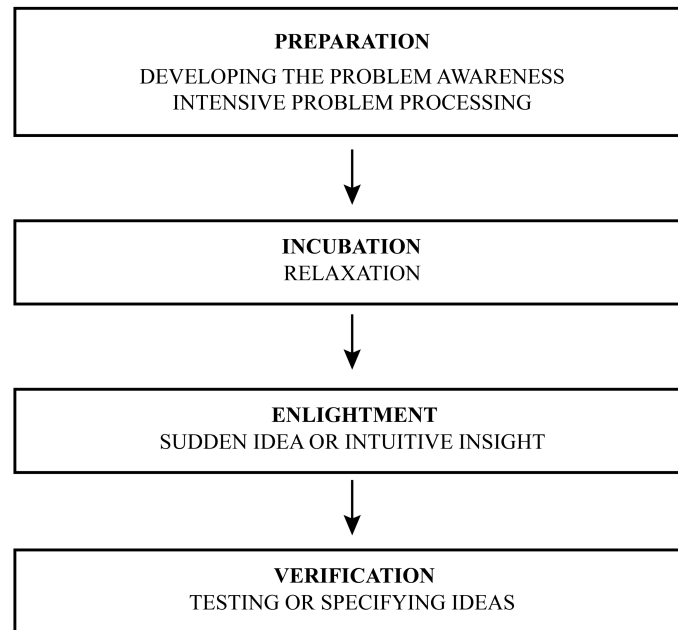 PREPARATION
DEVELOPING THE PROBLEM AWARENESS
INTENSIVE PROBLEM PROCESSING
INCUBATION
RELAXATION
ENLIGHTMENT
SUDDEN IDEA OR INTUITIVE INSIGHT
VERIFICATION
TESTING OR SPECIFYING IDEAS